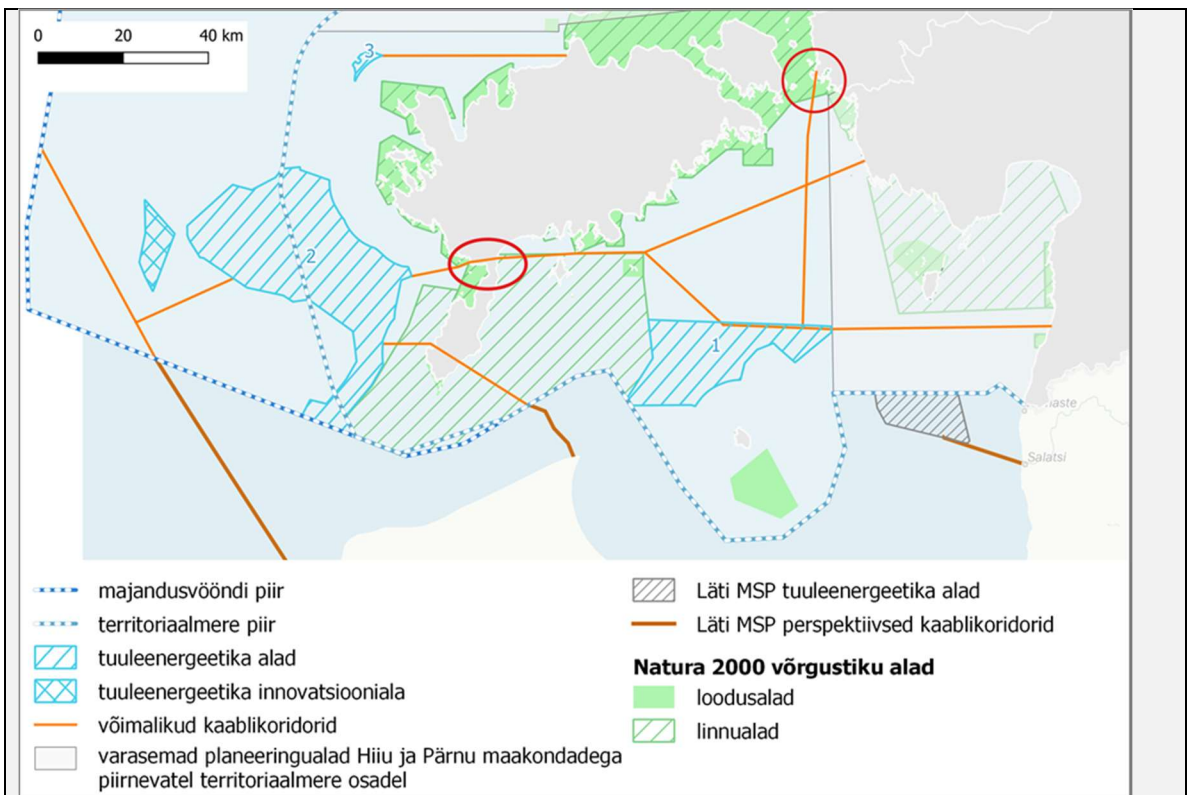 0 20 40 km
3
2
1
iaste
Salatsi
majandusvööndi piir
territoriaalmere piir
tuuleenergeetika alad
tuuleenergeetika innovatsiooniala
võimalikud kaablikoridorid
varasemad planeeringualad Hiiu ja Pärnu maakondadega
piirnevatel territoriaalmere osadel
Läti MSP tuuleenergeetika alad
Läti MSP perspektiivsed kaablikoridorid
Natura 2000 võrgustiku alad
loodusalad
linnualad